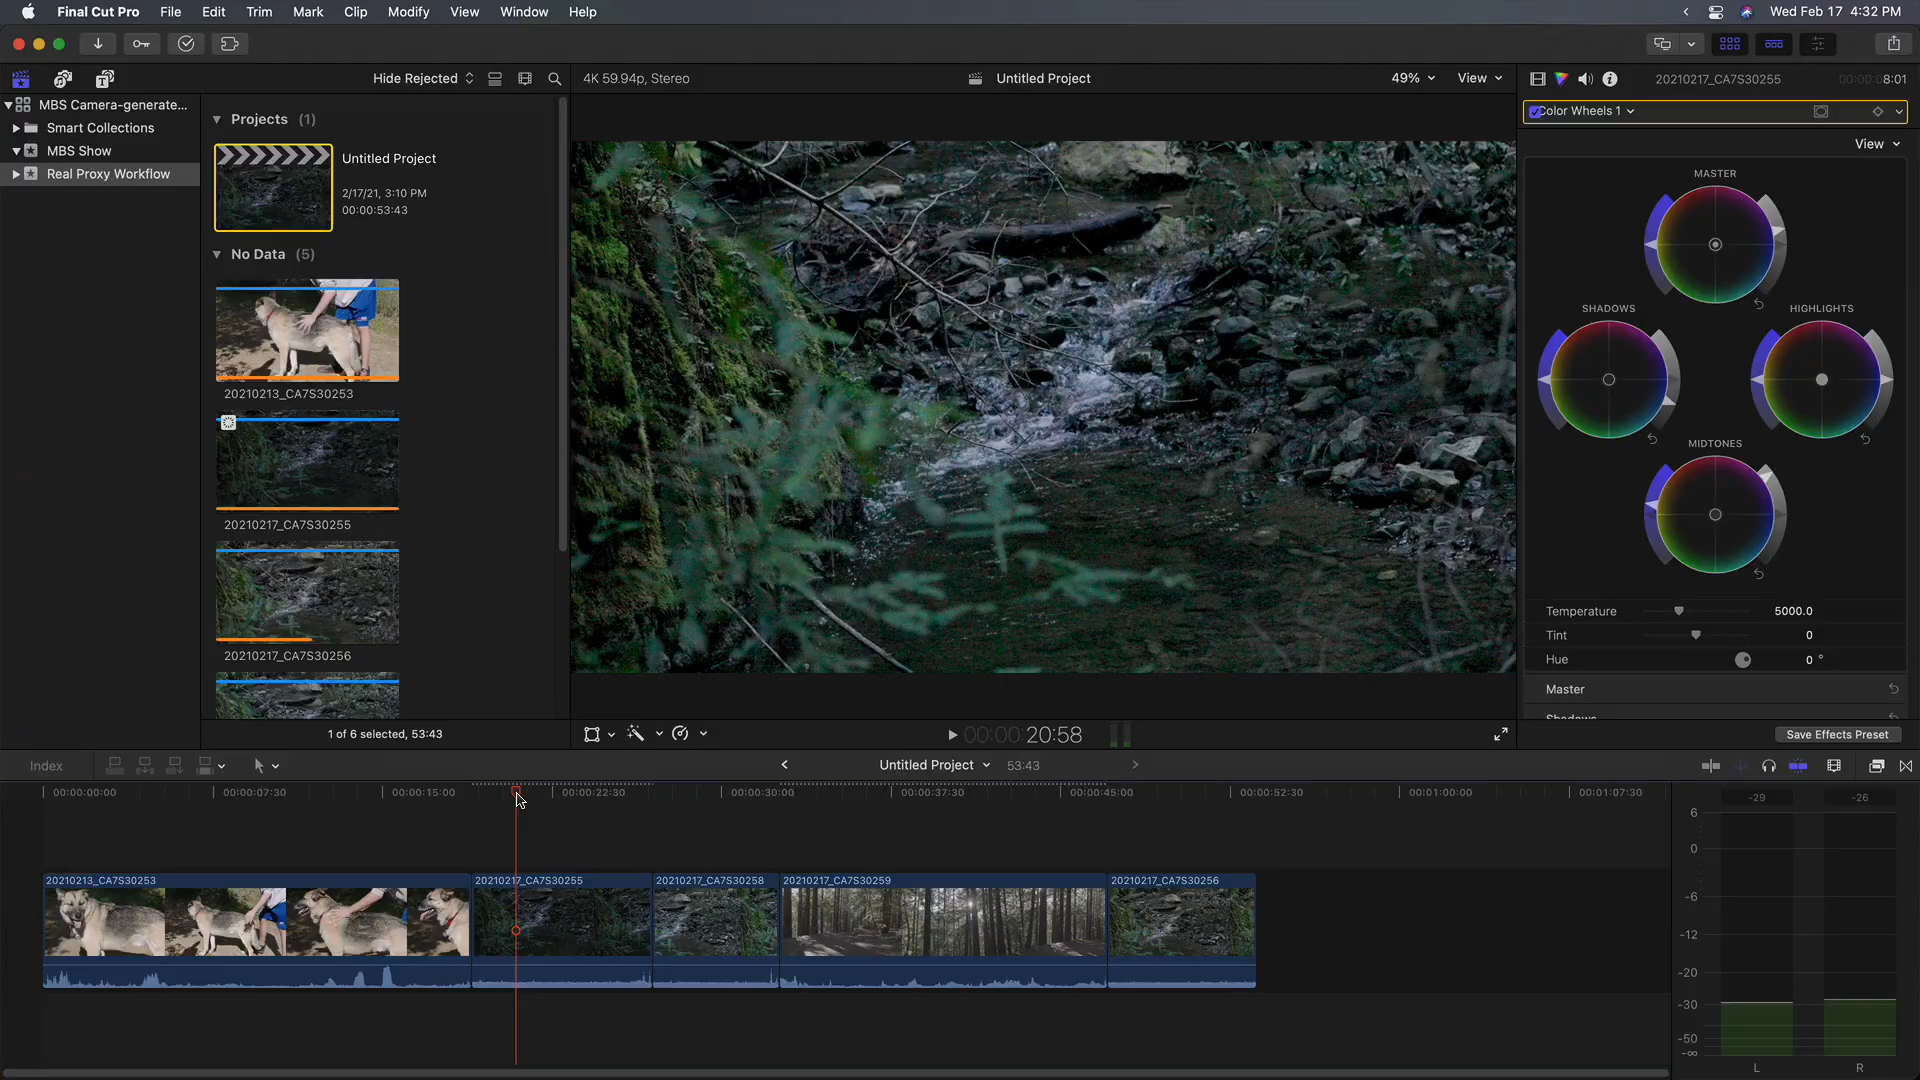 Final Cut Pro File Edit Trim Mark Clip Modify View Window Help
Wed Feb 17 4:32 PM
Hide Rejected
4K 59.94p, Stereo
Untitled Project
49%
View
20210217_CA7S30255
8:01
MBS Camera-generate...
Smart Collections
MBS Show
Real Proxy Workflow
Projects (1)
Untitled Project
2/17/21, 3:10 PM
00:00:53:43
No Data (5)
20210213_CA7S30253
20210217_CA7S30255
20210217_CA7S30256
1 of 6 selected, 53:43
00:00:00:20:58
Color Wheels 1
View
MASTER
SHADOWS
HIGHLIGHTS
MIDTONES
Temperature 5000.0
Tint 0
Hue 0 °
Master
Shadows
Save Effects Preset
Index
Untitled Project
53:43
00:00:00:00 00:00:07:30 00:00:15:00 00:00:22:30 00:00:30:00 00:00:37:30 00:00:45:00 00:00:52:30 00:01:00:00 00:01:07:30
20210213_CA7S30253 20210217_CA7S30255 20210217_CA7S30258 20210217_CA7S30259 20210217_CA7S30256
-29 -26
6
0
-6
-12
-20
-30
-50
-∞
L R